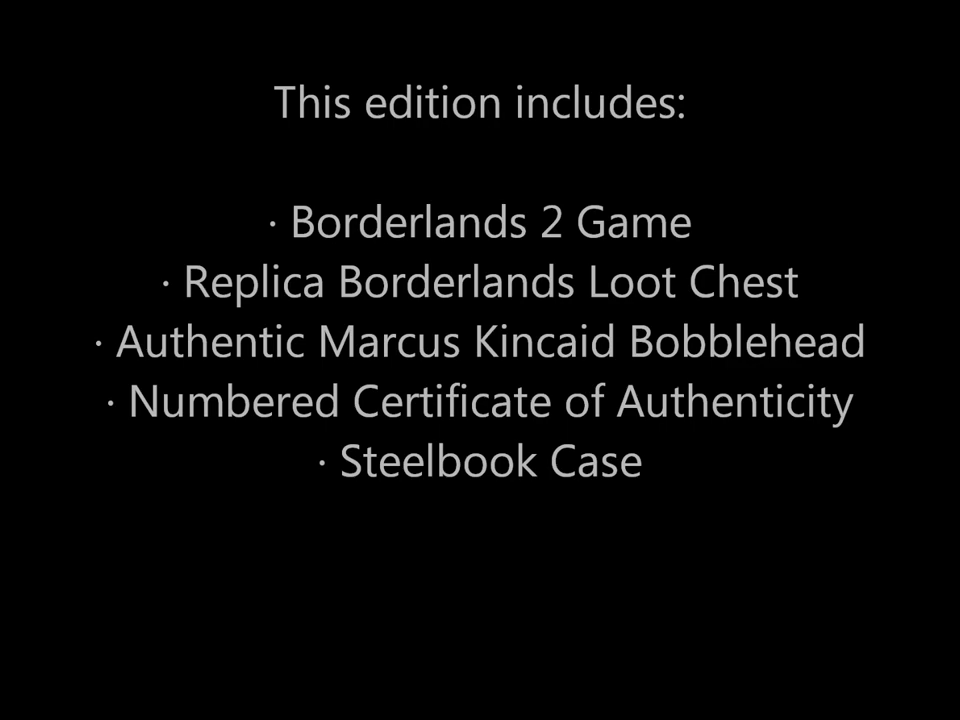 This edition includes:
· Borderlands 2 Game
· Replica Borderlands Loot Chest
· Authentic Marcus Kincaid Bobblehead
· Numbered Certificate of Authenticity
· Steelbook Case